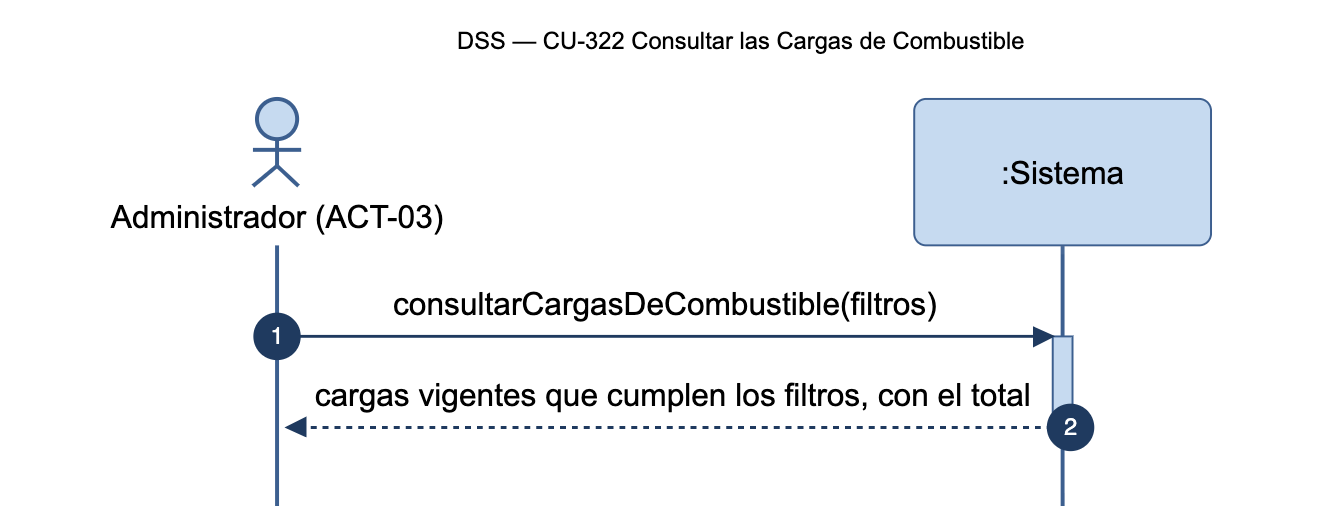 DSS — CU-322 Consultar las Cargas de Combustible
:Sistema
Administrador (ACT-03)
consultarCargasDeCombustible(filtros)
1
cargas vigentes que cumplen los filtros, con el total
2